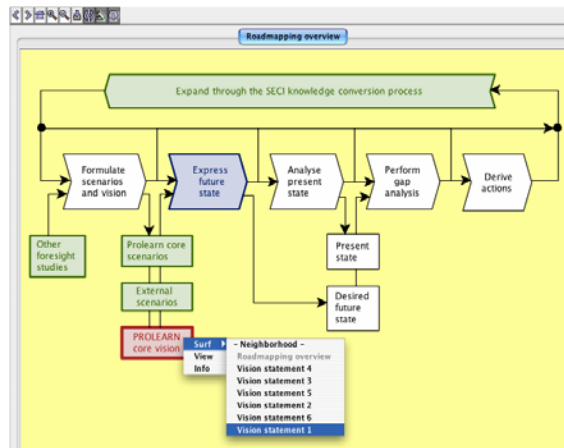 Roadmapping overview
Expand through the SECI knowledge conversion process
Formulate
scenarios
and vision
Express
future
state
Analyse
present
state
Perform
gap
analysis
Derive
actions
Other
foresight
studies
Prolearn core
scenarios
Present
state
External
scenarios
Desired
future
state
PROLEARN
core vision
Surf
View
Info
- Neighborhood -
Roadmapping overview
Vision statement 4
Vision statement 3
Vision statement 5
Vision statement 2
Vision statement 6
Vision statement 1